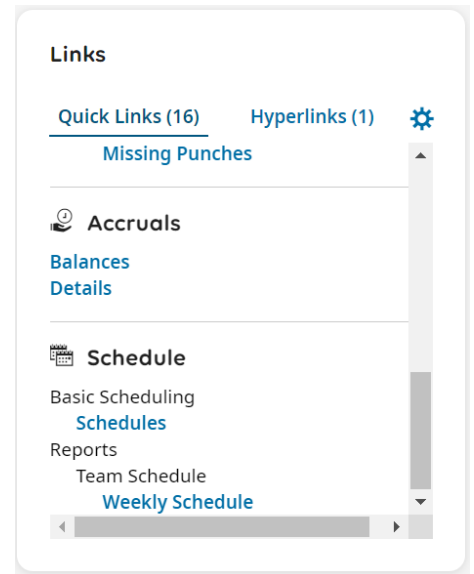 Links
Quick Links (16) Hyperlinks (1)
Missing Punches
Accruals
Balances
Details
Schedule
Basic Scheduling
Schedules
Reports
Team Schedule
Weekly Schedule